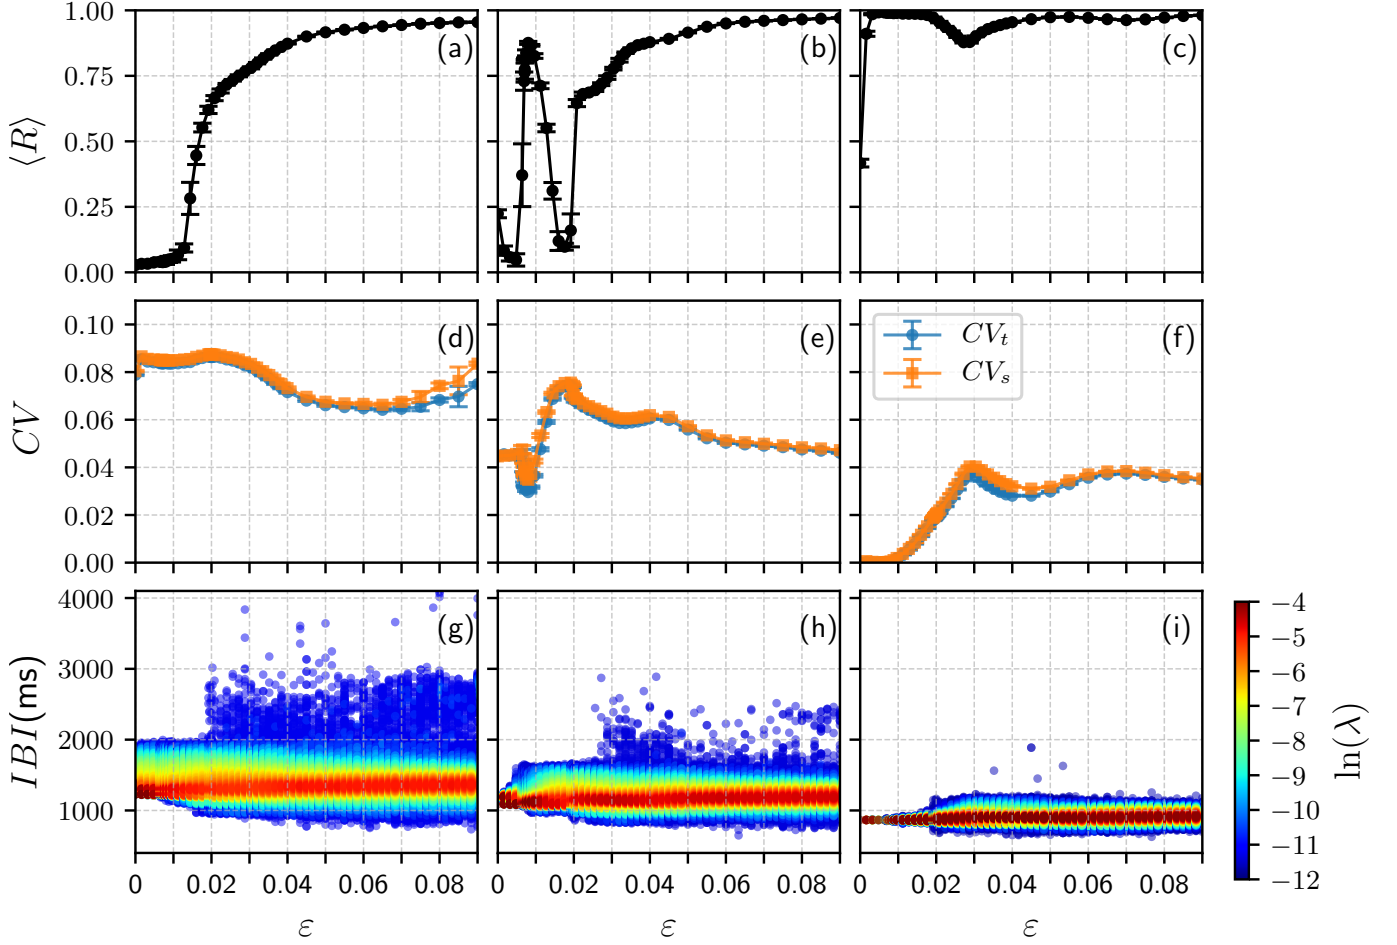 1.00
0.75
0.50
0.25
0.00
⟨R⟩
(a)
(b)
(c)
0.10
0.08
0.06
0.04
0.02
0.00
CV
(d)
(e)
(f)
CV_t
CV_s
4000
3000
2000
1000
IBI(ms)
(g)
(h)
(i)
0 0.02 0.04 0.06 0.08
0 0.02 0.04 0.06 0.08
0 0.02 0.04 0.06 0.08
ε
ε
ε
−4
−5
−6
−7
−8
−9
−10
−11
−12
ln(λ)